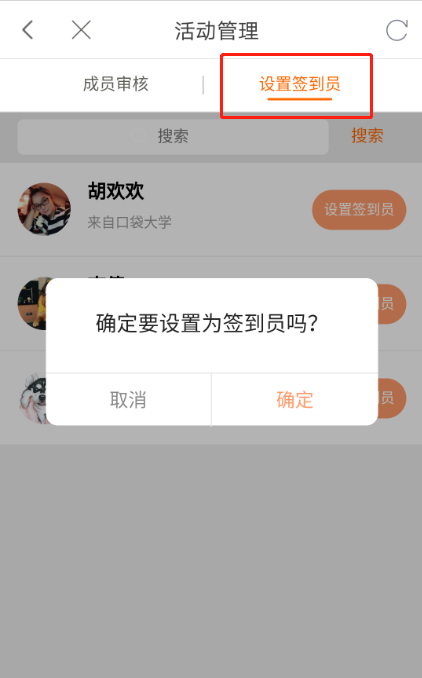 活动管理
成员审核
设置签到员
搜索 搜索
胡欢欢
来自口袋大学
设置签到员
员
确定要设置为签到员吗?
取消 确定
员